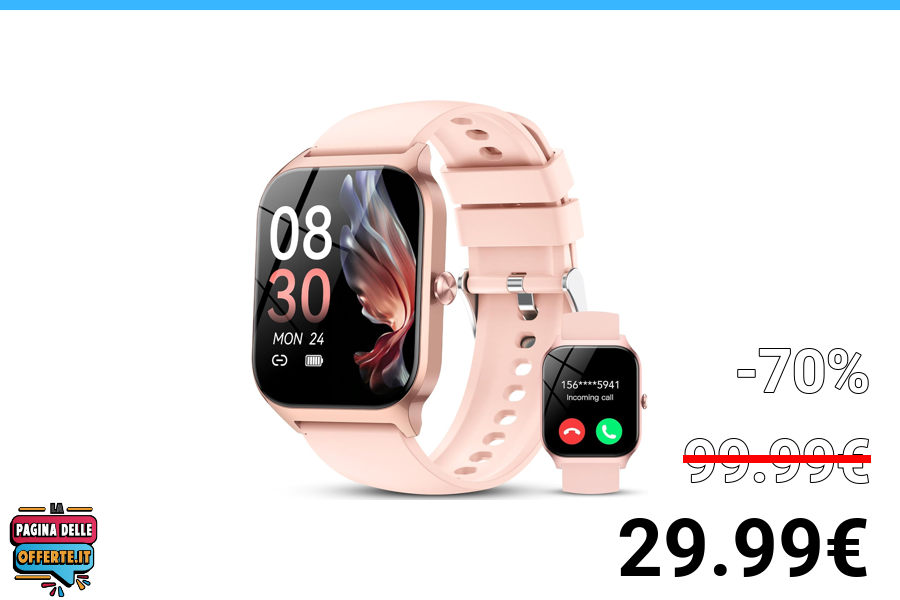 08
30
MON 24
156****5941
Incoming call
-70%
99.99€
29.99€
LA
PAGINA DELLE
OFFERTE.IT